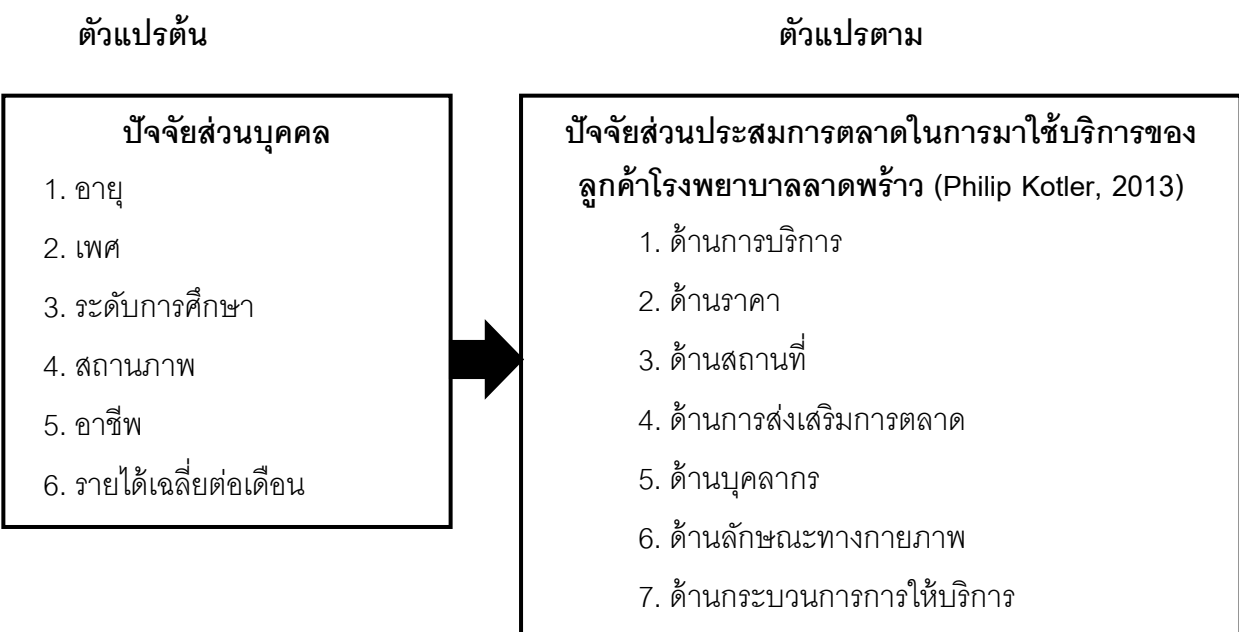 ตัวแปรต้น
ตัวแปรตาม
ปัจจัยส่วนบุคคล
1. อายุ
2. เพศ
3. ระดับการศึกษา
4. สถานภาพ
5. อาชีพ
6. รายได้เฉลี่ยต่อเดือน
ปัจจัยส่วนประสมการตลาดในการมาใช้บริการของ
ลูกค้าโรงพยาบาลลาดพร้าว (Philip Kotler, 2013)
1. ด้านการบริการ
2. ด้านราคา
3. ด้านสถานที่
4. ด้านการส่งเสริมการตลาด
5. ด้านบุคลากร
6. ด้านลักษณะทางกายภาพ
7. ด้านกระบวนการการให้บริการ